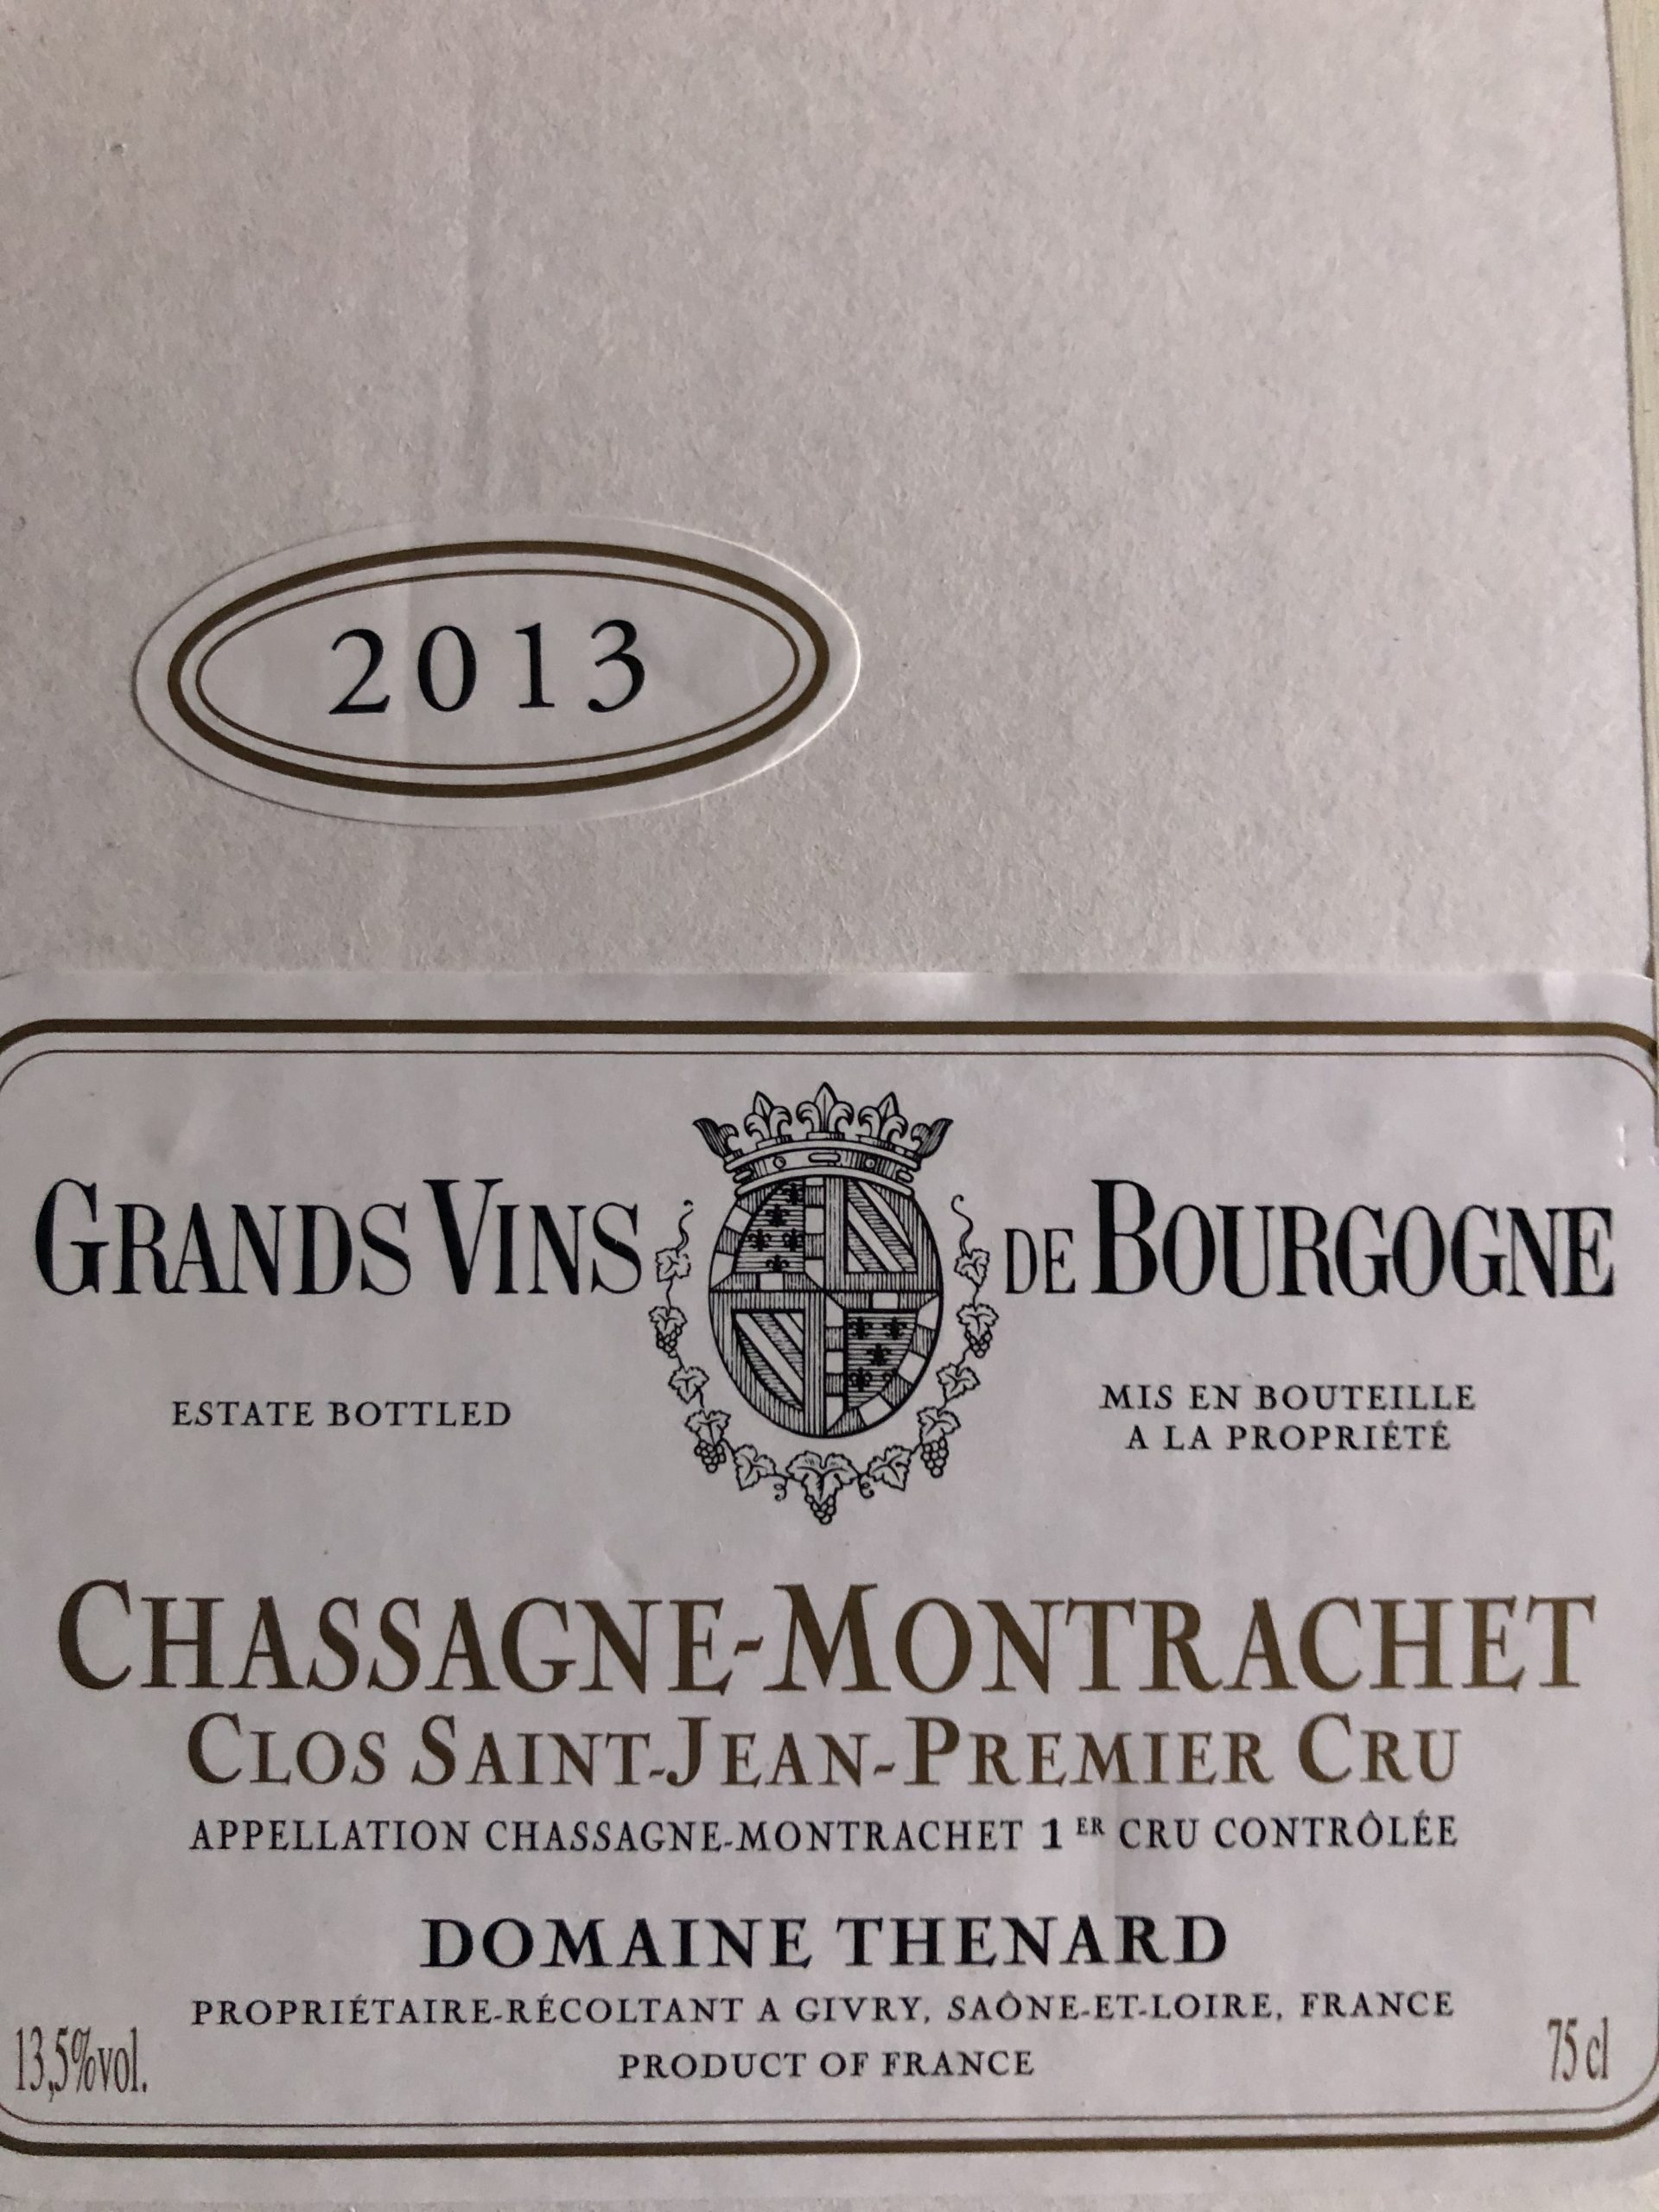 2013
GRANDS VINS DE BOURGOGNE
ESTATE BOTTLED
MIS EN BOUTEILLE
A LA PROPRIÉTÉ
CHASSAGNE-MONTRACHET
CLOS SAINT-JEAN-PREMIER CRU
APPELLATION CHASSAGNE-MONTRACHET 1ER CRU CONTRÔLÉE
DOMAINE THENARD
PROPRIÉTAIRE-RÉCOLTANT A GIVRY, SAÔNE-ET-LOIRE, FRANCE
13,5%vol.
PRODUCT OF FRANCE
75 cl